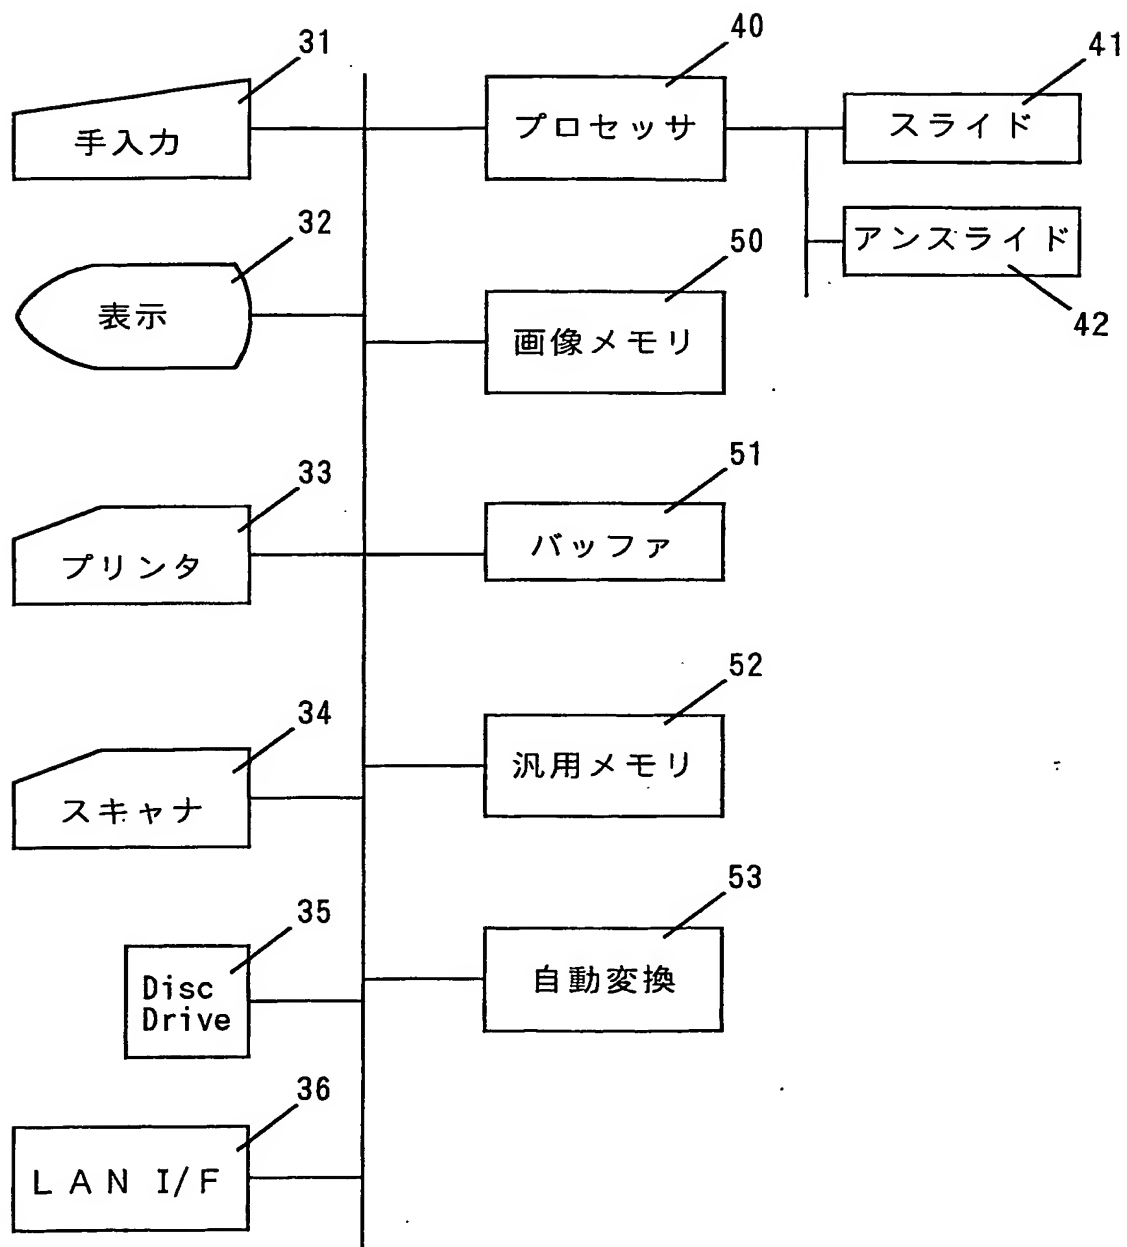 31
手入力
40
プロセッサ
41
スライド
アンスライド
42
32
表示
50
画像メモリ
33
プリンタ
51
バッファ
34
スキャナ
52
汎用メモリ
35
Disc
Drive
53
自動変換
36
LAN I/F